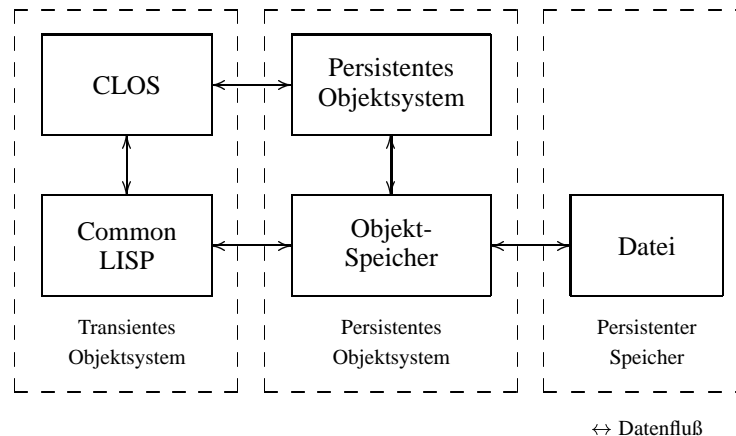 CLOS
Persistentes
Objektsystem
Common
LISP
Objekt-
Speicher
Datei
Transientes
Objektsystem
Persistentes
Objektsystem
Persistenter
Speicher
↔ Datenfluß